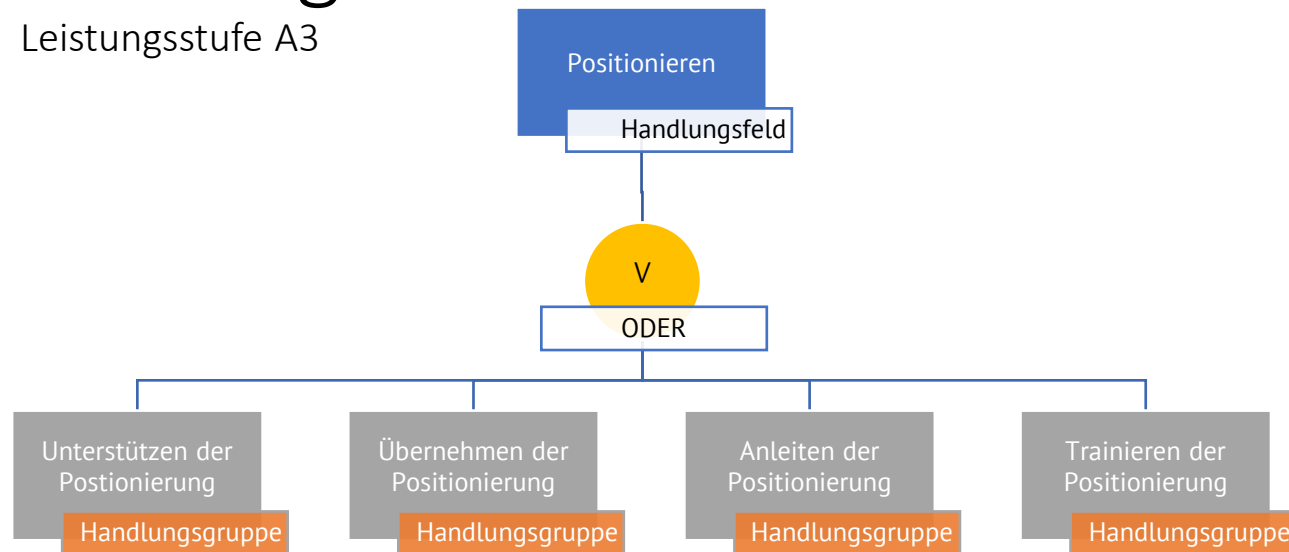 Leistungsstufe A3
Positionieren
Handlungsfeld
V
ODER
Unterstützen der
Postionierung
Handlungsgruppe
Übernehmen der
Positionierung
Handlungsgruppe
Anleiten der
Positionierung
Handlungsgruppe
Trainieren der
Positionierung
Handlungsgruppe